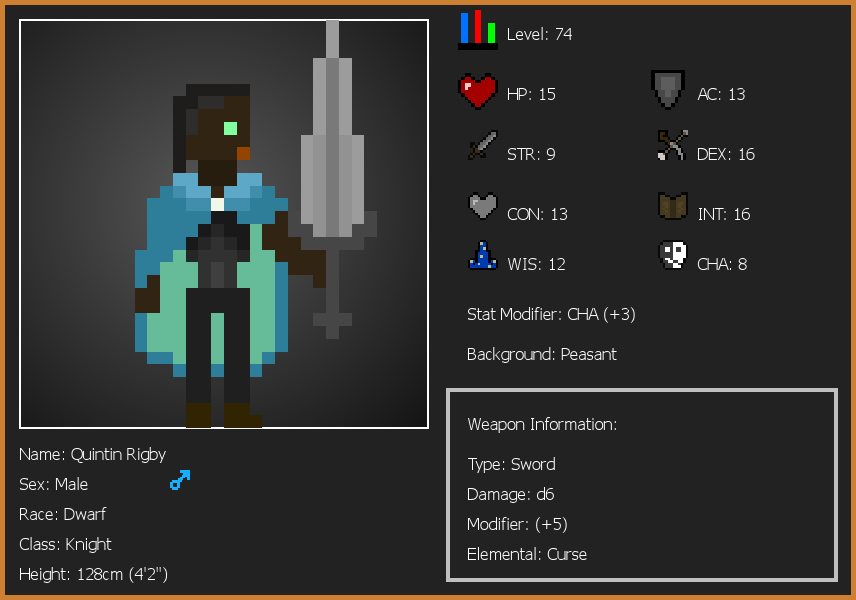 Level: 74
HP: 15
AC: 13
STR: 9
DEX: 16
CON: 13
INT: 16
WIS: 12
CHA: 8
Stat Modifier: CHA (+3)
Background: Peasant
Weapon Information:
Type: Sword
Damage: d6
Modifier: (+5)
Elemental: Curse
Name: Quintin Rigby
Sex: Male
Race: Dwarf
Class: Knight
Height: 128cm (4'2")